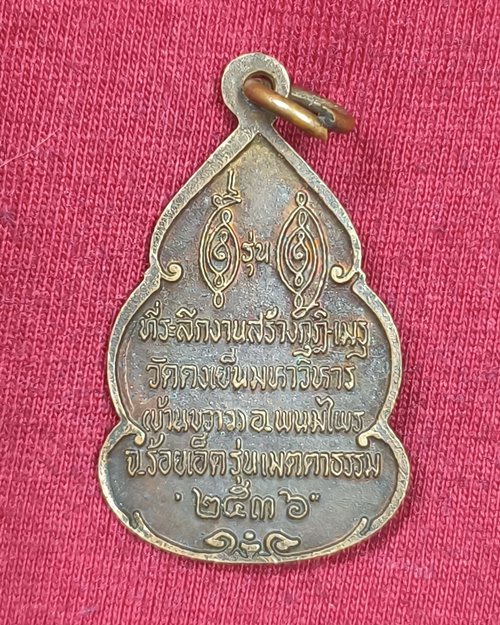 รุ่น
ที่ระลึกงานสร้างกุฏิ-เมรุ
วัดดงเย็นมหาวิหาร
(บ้านขวาว) อ.พนมไพร
จ.ร้อยเอ็ด รุ่นเมตตาธรรม
"๒๕๓๖"